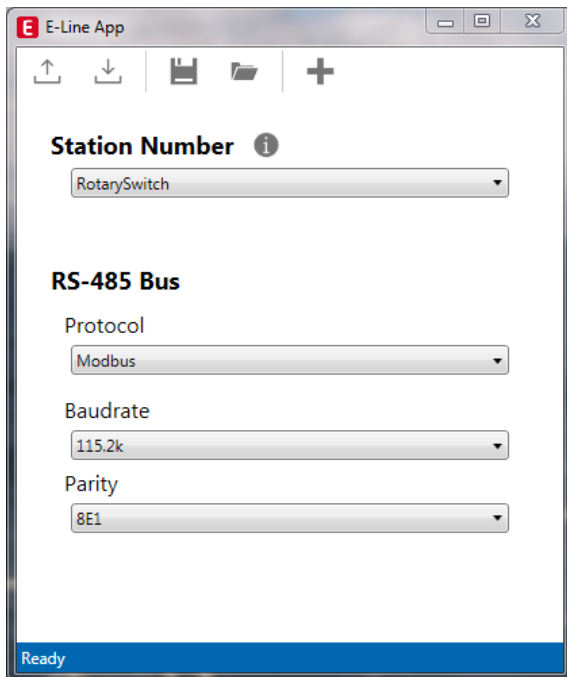 E E-Line App
Station Number i
RotarySwitch
RS-485 Bus
Protocol
Modbus
Baudrate
115.2k
Parity
8E1
Ready